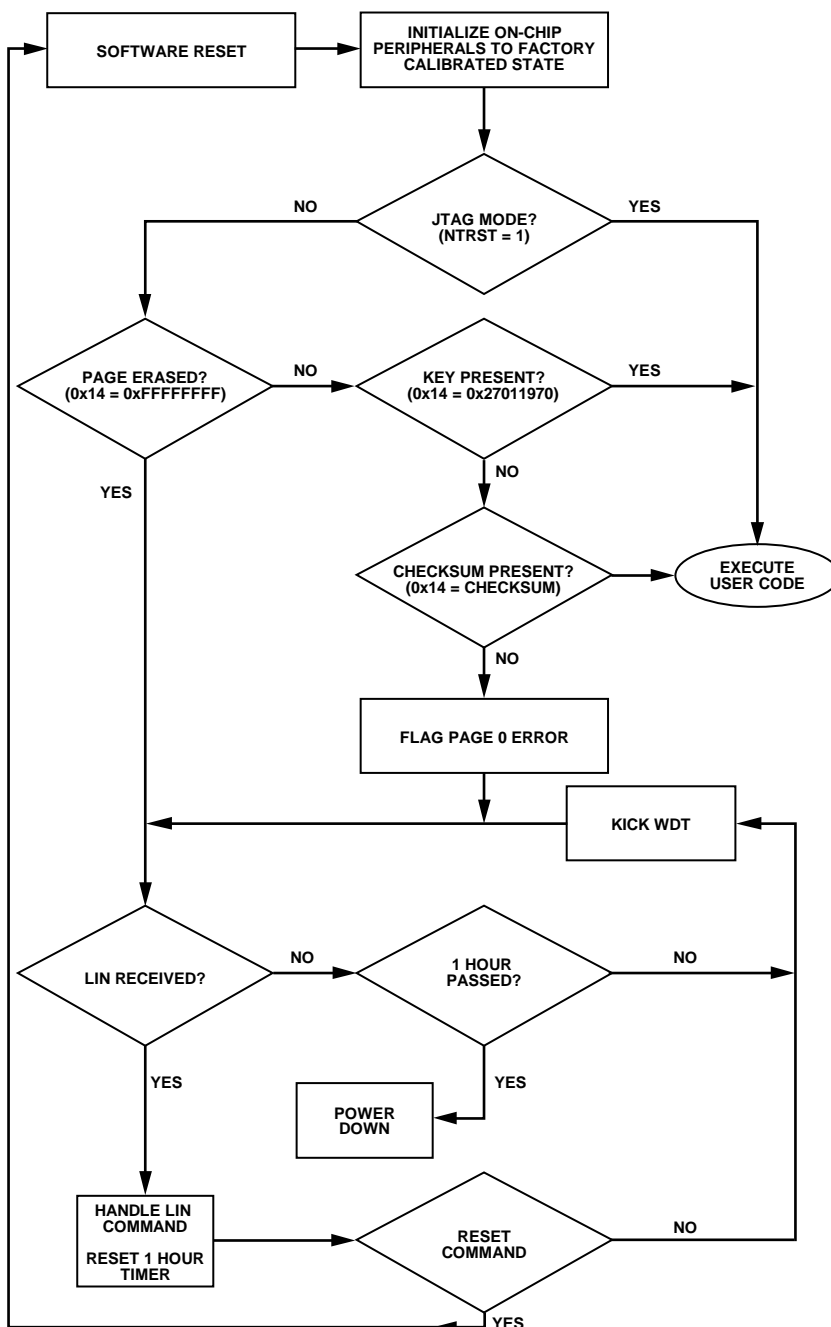 SOFTWARE RESET
INITIALIZE ON-CHIP
PERIPHERALS TO FACTORY
CALIBRATED STATE
NO
JTAG MODE?
(NTRST = 1)
YES
PAGE ERASED?
(0x14 = 0xFFFFFFFF)
NO
KEY PRESENT?
(0x14 = 0x27011970)
YES
YES
NO
CHECKSUM PRESENT?
(0x14 = CHECKSUM)
EXECUTE
USER CODE
NO
FLAG PAGE 0 ERROR
KICK WDT
LIN RECEIVED?
NO
1 HOUR
PASSED?
NO
YES
YES
POWER
DOWN
HANDLE LIN
COMMAND
RESET 1 HOUR
TIMER
RESET
COMMAND
NO
YES